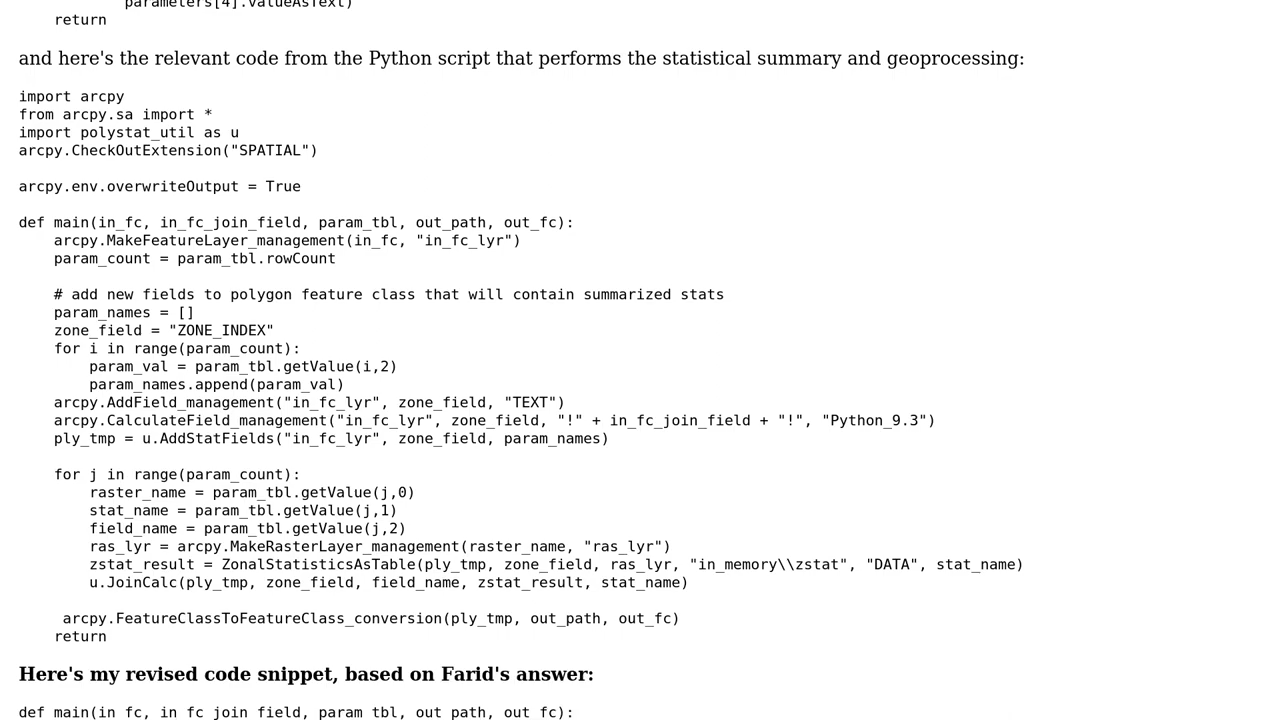 parameters[4].valueAsText)
    return
and here's the relevant code from the Python script that performs the statistical summary and geoprocessing:
import arcpy
from arcpy.sa import *
import polystat_util as u
arcpy.CheckOutExtension("SPATIAL")
arcpy.env.overwriteOutput = True
def main(in_fc, in_fc_join_field, param_tbl, out_path, out_fc):
    arcpy.MakeFeatureLayer_management(in_fc, "in_fc_lyr")
    param_count = param_tbl.rowCount
    # add new fields to polygon feature class that will contain summarized stats
    param_names = []
    zone_field = "ZONE_INDEX"
    for i in range(param_count):
        param_val = param_tbl.getValue(i,2)
        param_names.append(param_val)
    arcpy.AddField_management("in_fc_lyr", zone_field, "TEXT")
    arcpy.CalculateField_management("in_fc_lyr", zone_field, "!" + in_fc_join_field + "!", "Python_9.3")
    ply_tmp = u.AddStatFields("in_fc_lyr", zone_field, param_names)
    for j in range(param_count):
        raster_name = param_tbl.getValue(j,0)
        stat_name = param_tbl.getValue(j,1)
        field_name = param_tbl.getValue(j,2)
        ras_lyr = arcpy.MakeRasterLayer_management(raster_name, "ras_lyr")
        zstat_result = ZonalStatisticsAsTable(ply_tmp, zone_field, ras_lyr, "in_memory\\zstat", "DATA", stat_name)
        u.JoinCalc(ply_tmp, zone_field, field_name, zstat_result, stat_name)
     arcpy.FeatureClassToFeatureClass_conversion(ply_tmp, out_path, out_fc)
    return
Here's my revised code snippet, based on Farid's answer:
def main(in_fc, in_fc_join_field, param_tbl, out_path, out_fc):